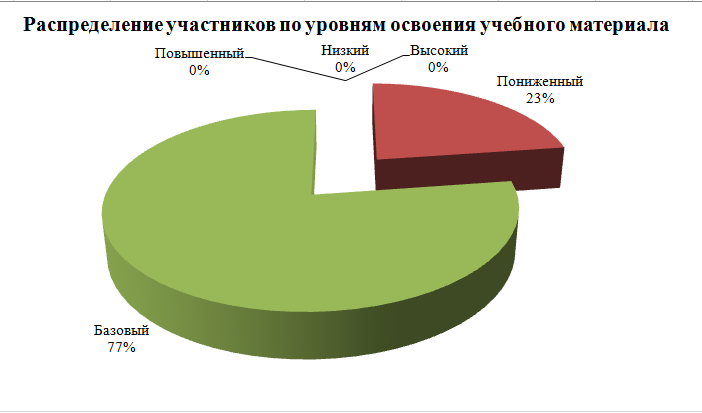 Распределение участников по уровням освоения учебного материала
Повышенный
0%
Низкий
0%
Высокий
0%
Пониженный
23%
Базовый
77%